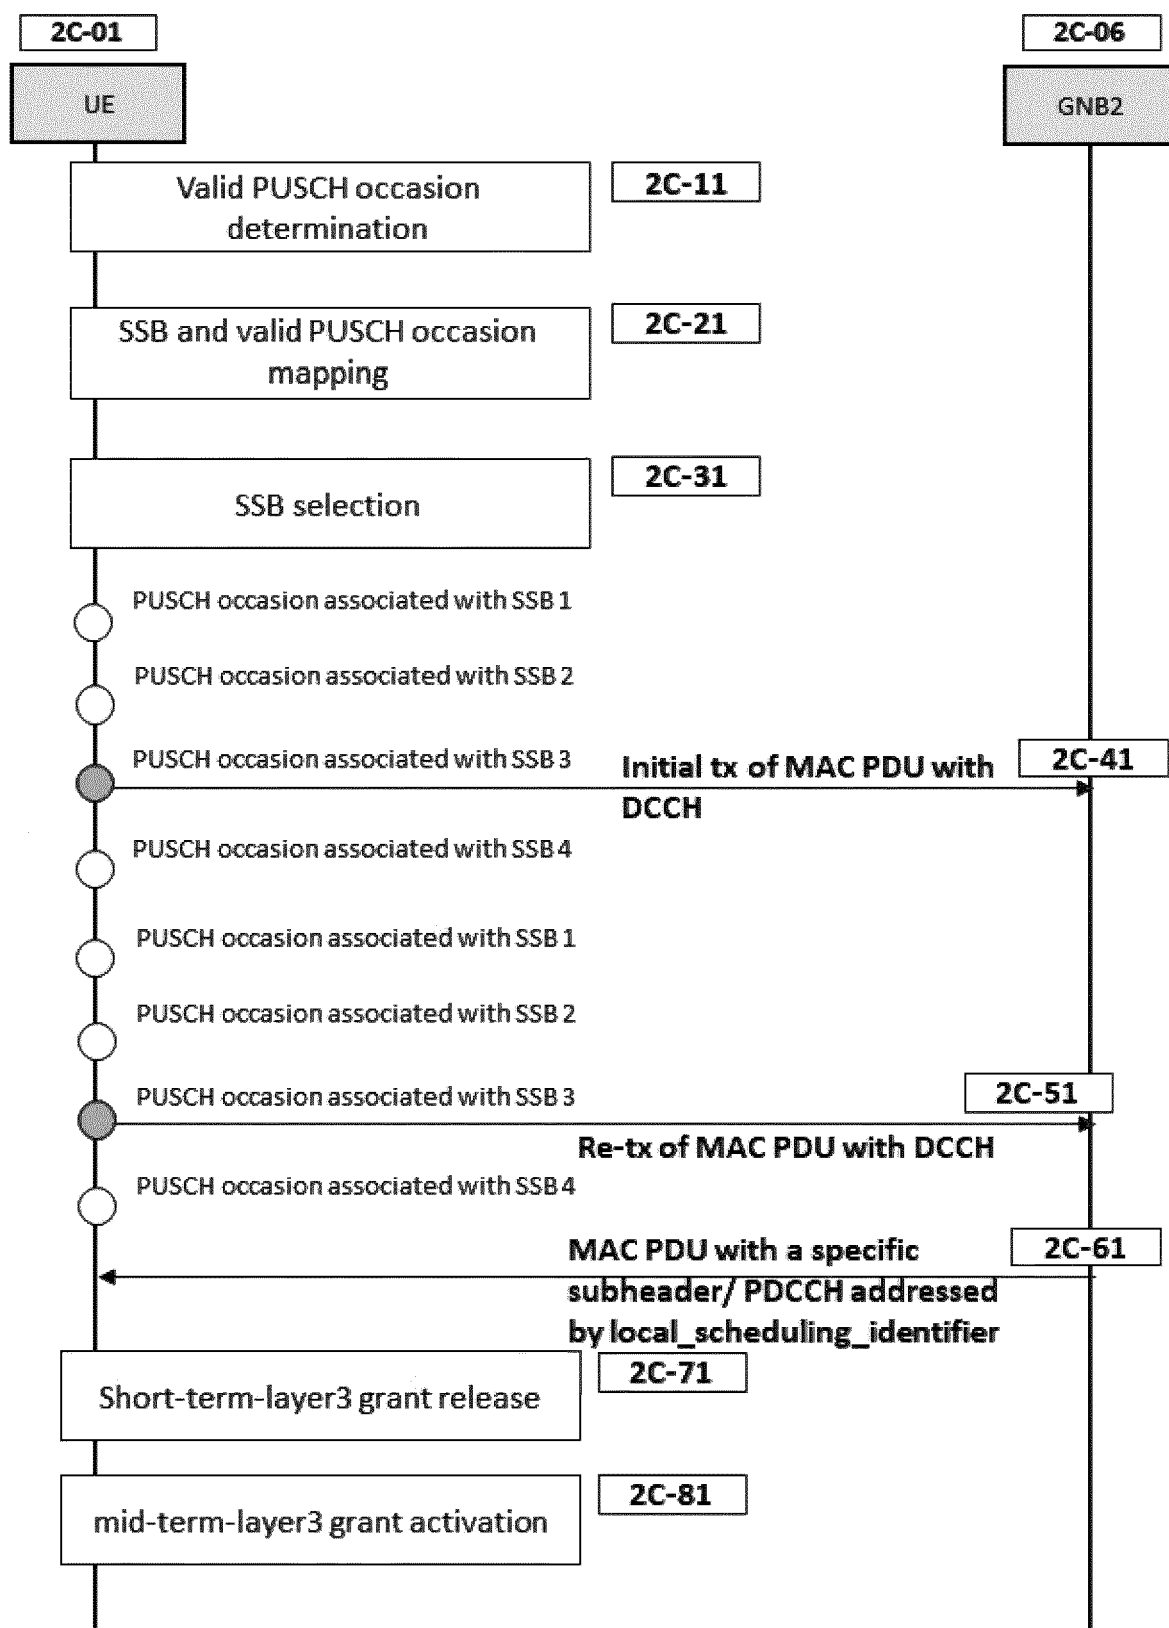 2C-01
2C-06
UE
GNB2
Valid PUSCH occasion
determination
2C-11
SSB and valid PUSCH occasion
mapping
2C-21
SSB selection
2C-31
PUSCH occasion associated with SSB 1
PUSCH occasion associated with SSB 2
PUSCH occasion associated with SSB 3
Initial tx of MAC PDU with
DCCH
2C-41
PUSCH occasion associated with SSB 4
PUSCH occasion associated with SSB 1
PUSCH occasion associated with SSB 2
PUSCH occasion associated with SSB 3
2C-51
Re-tx of MAC PDU with DCCH
PUSCH occasion associated with SSB 4
MAC PDU with a specific
subheader/ PDCCH addressed
by local_scheduling_identifier
2C-61
Short-term-layer3 grant release
2C-71
mid-term-layer3 grant activation
2C-81